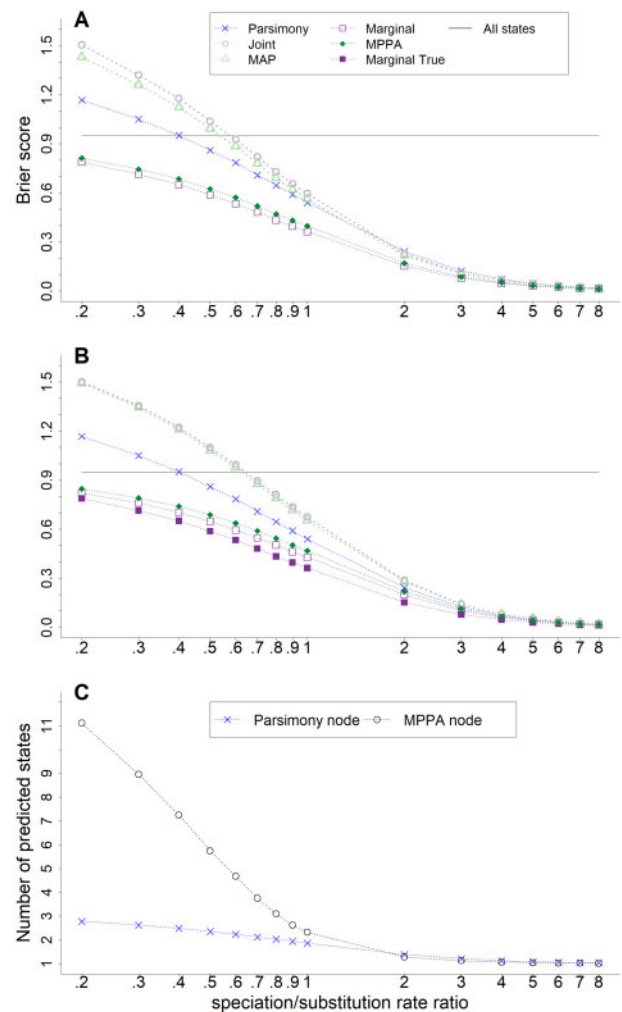 A
Parsimony Marginal All states
Joint MPPA
MAP Marginal True
Brier score
1.5
1.2
0.9
0.6
0.3
0.0
.2 .3 .4 .5 .6 .7 .8 .9 1 2 3 4 5 6 7 8
B
1.5
1.2
0.9
0.6
0.3
0.0
Brier score
.2 .3 .4 .5 .6 .7 .8 .9 1 2 3 4 5 6 7 8
C
Parsimony node MPPA node
Number of predicted states
11
9
8
7
6
5
4
3
2
1
.2 .3 .4 .5 .6 .7 .8 .9 1 2 3 4 5 6 7 8
speciation/substitution rate ratio